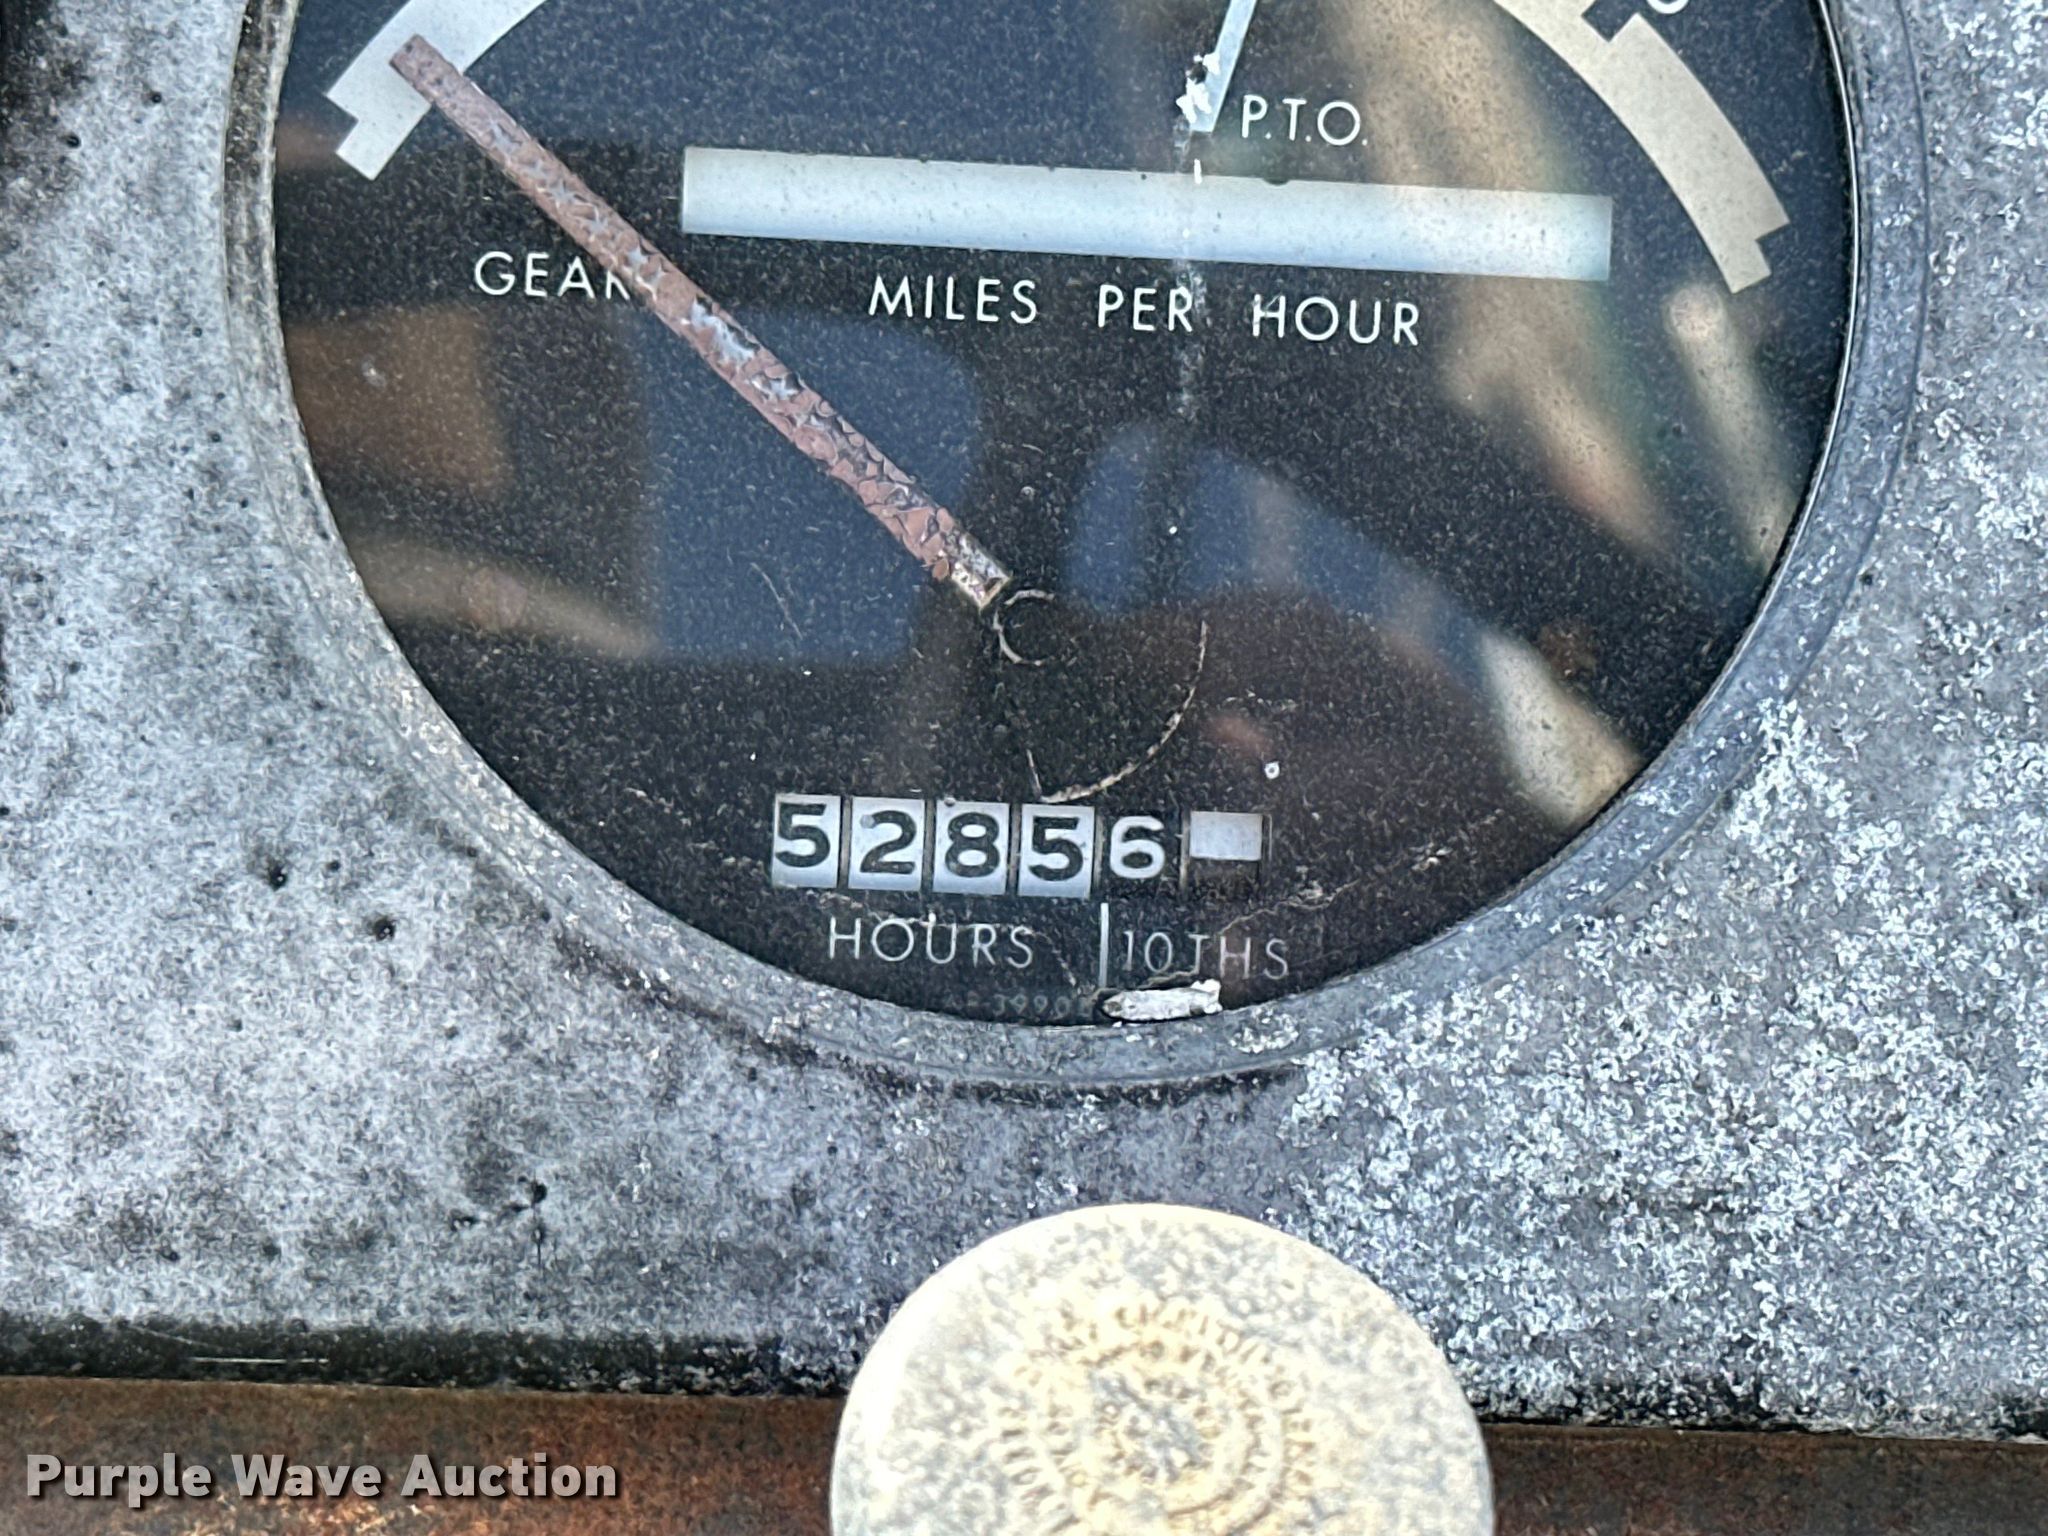 P.T.O.
GEAR
MILES PER HOUR
52856
HOURS 10THS
Purple Wave Auction